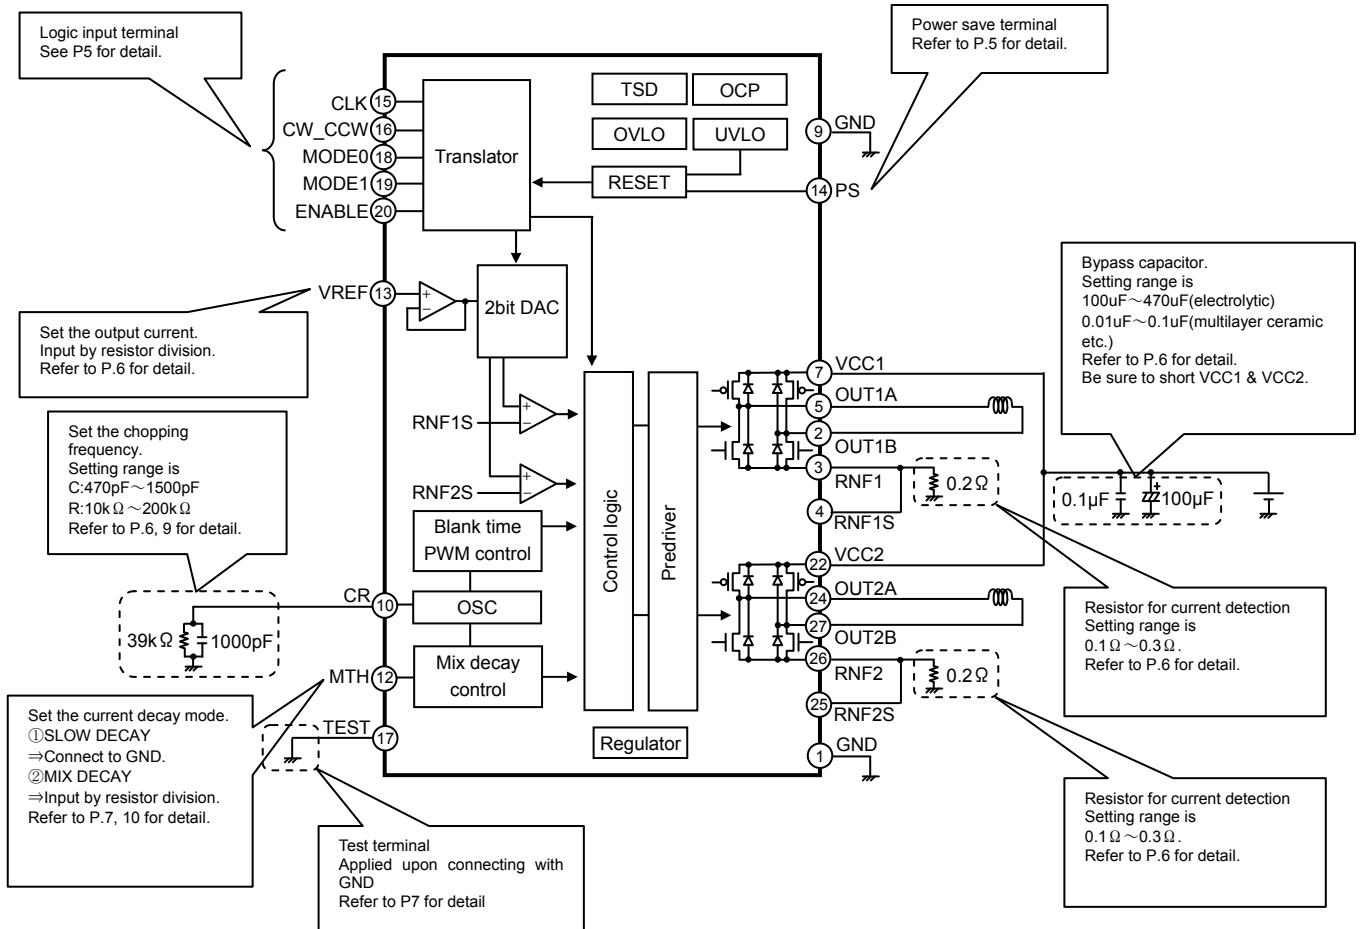 Logic input terminal
See P5 for detail.
Power save terminal
Refer to P.5 for detail.
CLK 15
CW_CCW 16
MODE0 18
MODE1 19
ENABLE 20
Translator
TSD
OCP
OVLO
UVLO
RESET
9 GND
14 PS
VREF 13
2bit DAC
Set the output current.
Input by resistor division.
Refer to P.6 for detail.
Bypass capacitor.
Setting range is
100uF～470uF(electrolytic)
0.01uF～0.1uF(multilayer ceramic
etc.)
Refer to P.6 for detail.
Be sure to short VCC1 & VCC2.
Set the chopping
frequency.
Setting range is
C:470pF～1500pF
R:10kΩ～200kΩ
Refer to P.6, 9 for detail.
RNF1S
RNF2S
Blank time
PWM control
OSC
Mix decay
control
Control logic
Predriver
Regulator
7 VCC1
5 OUT1A
2 OUT1B
3 RNF1
4 RNF1S
0.2Ω
0.1µF
+
100µF
22 VCC2
24 OUT2A
27 OUT2B
26 RNF2
25 RNF2S
0.2Ω
1 GND
CR 10
39kΩ
1000pF
MTH 12
TEST 17
Set the current decay mode.
①SLOW DECAY
⇒Connect to GND.
②MIX DECAY
⇒Input by resistor division.
Refer to P.7, 10 for detail.
Test terminal
Applied upon connecting with
GND
Refer to P7 for detail
Resistor for current detection
Setting range is
0.1Ω～0.3Ω.
Refer to P.6 for detail.
Resistor for current detection
Setting range is
0.1Ω～0.3Ω.
Refer to P.6 for detail.